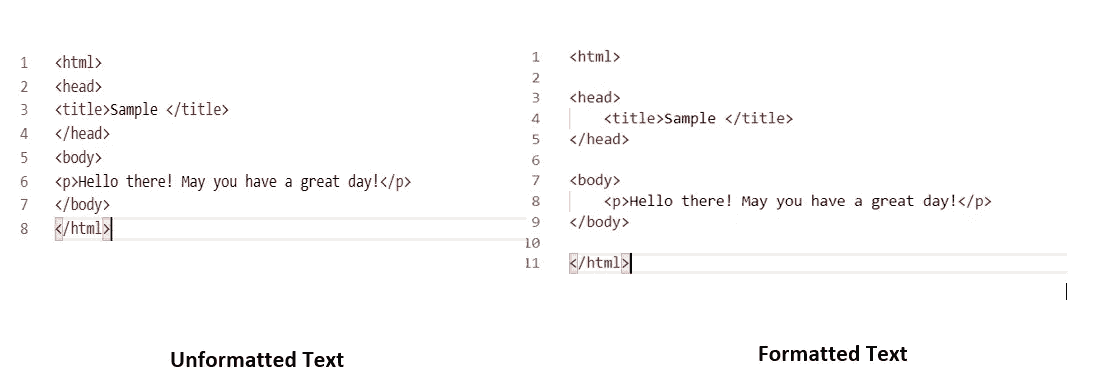 1 <html>
2 <head>
3 <title>Sample </title>
4 </head>
5 <body>
6 <p>Hello there! May you have a great day!</p>
7 </body>
8 </html>
Unformatted Text
1 <html>
2
3 <head>
4     <title>Sample </title>
5 </head>
6
7 <body>
8     <p>Hello there! May you have a great day!</p>
9 </body>
10
11 </html>
Formatted Text